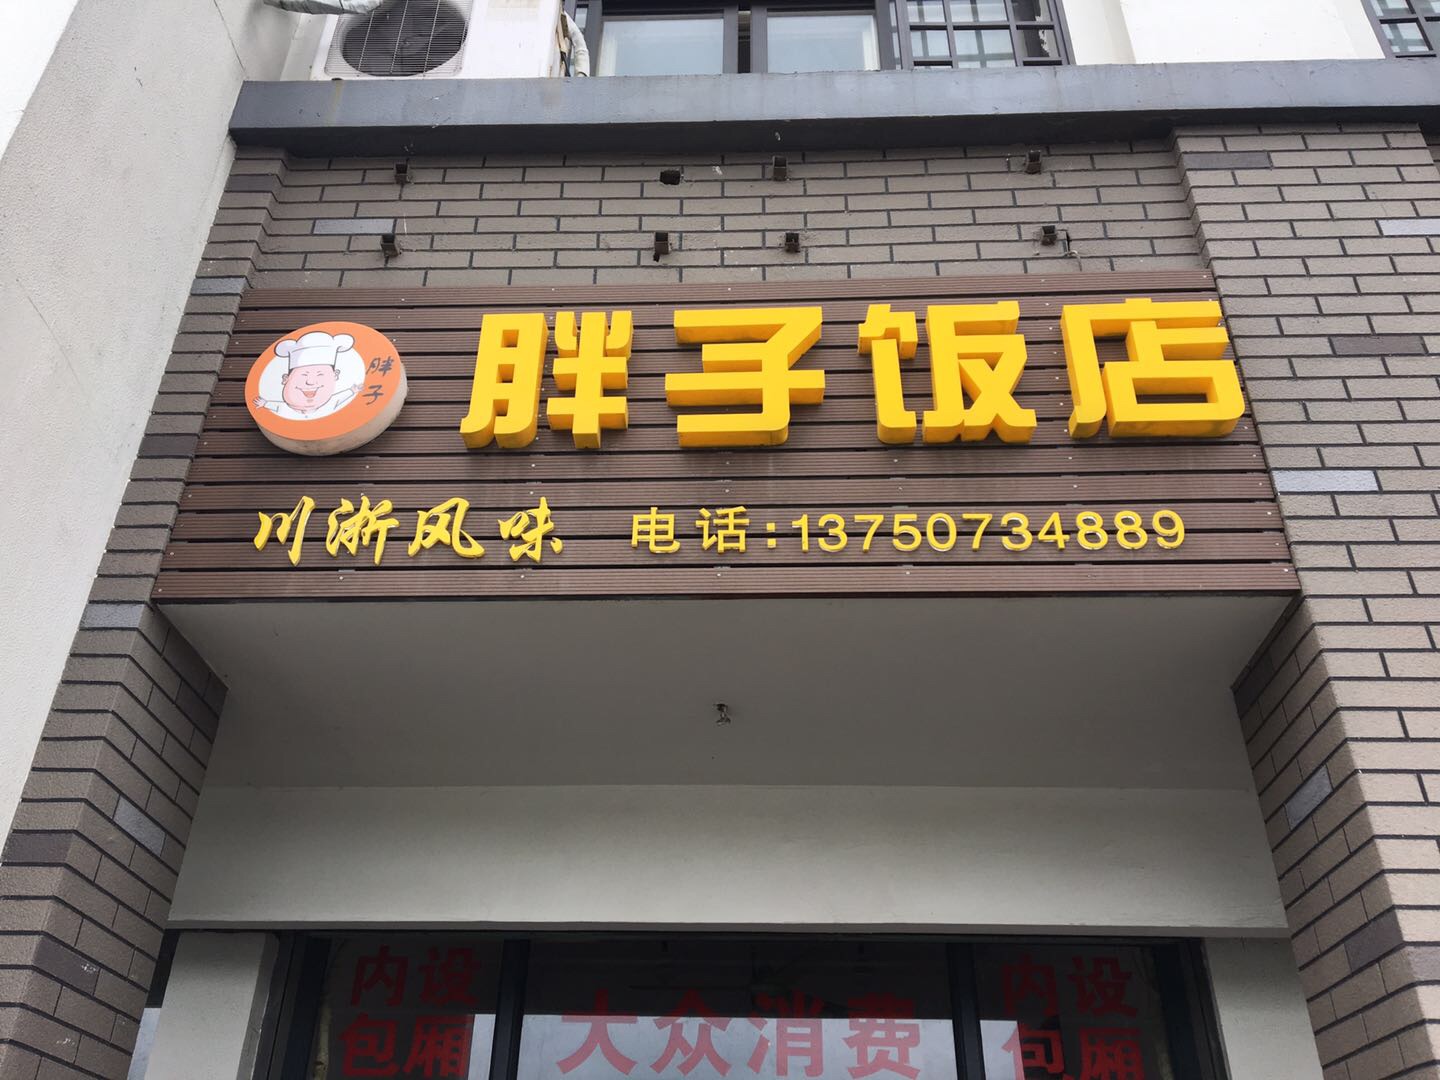 胖子
胖子饭店
川浙风味 电话:13750734889
内设
包厢
大众消费
内设
包厢